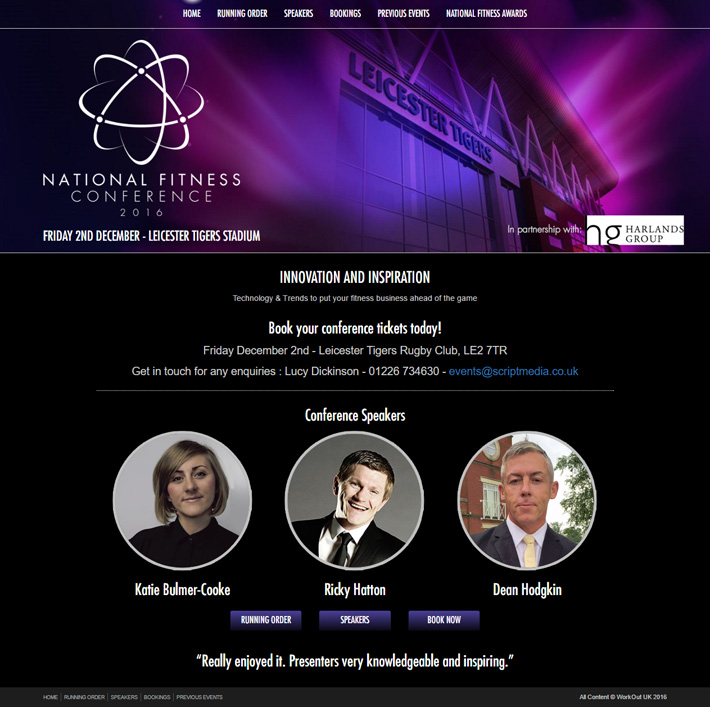 HOME RUNNING ORDER SPEAKERS BOOKINGS PREVIOUS EVENTS NATIONAL FITNESS AWARDS
LEICESTER TIGERS
NATIONAL FITNESS
CONFERENCE
2016
FRIDAY 2ND DECEMBER - LEICESTER TIGERS STADIUM
In partnership with:
ng HARLANDS
GROUP
INNOVATION AND INSPIRATION
Technology & Trends to put your fitness business ahead of the game
Book your conference tickets today!
Friday December 2nd - Leicester Tigers Rugby Club, LE2 7TR
Get in touch for any enquiries : Lucy Dickinson - 01226 734630 - events@scriptmedia.co.uk
Conference Speakers
Katie Bulmer-Cooke Ricky Hatton Dean Hodgkin
RUNNING ORDER SPEAKERS BOOK NOW
“Really enjoyed it. Presenters very knowledgeable and inspiring.”
HOME | RUNNING ORDER | SPEAKERS | BOOKINGS | PREVIOUS EVENTS All Content © WorkOut UK 2016